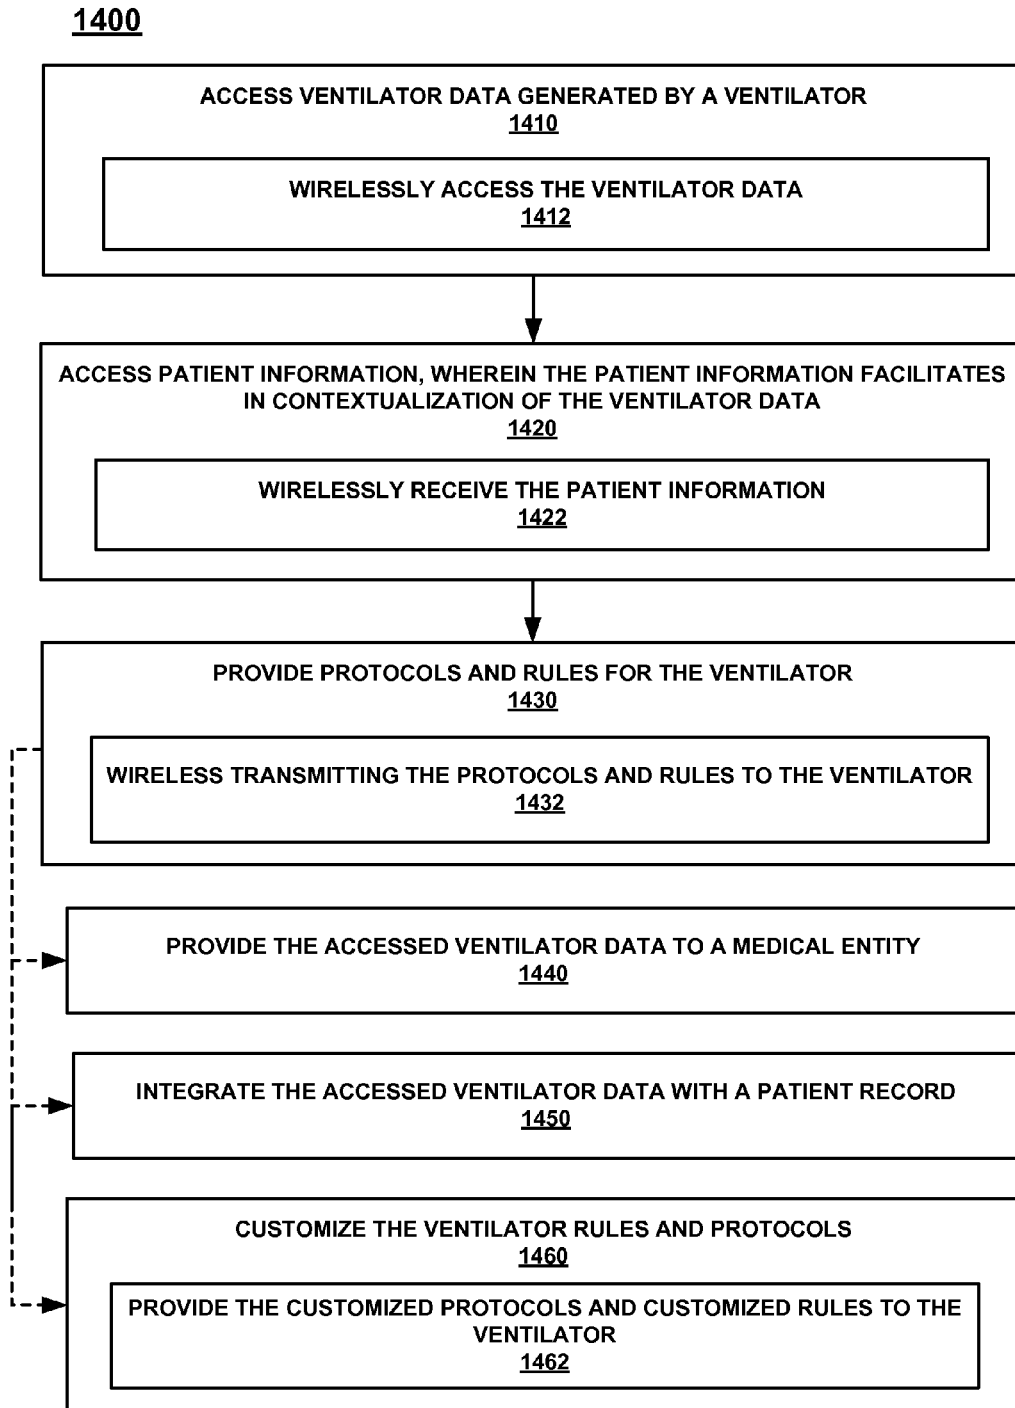 1400
ACCESS VENTILATOR DATA GENERATED BY A VENTILATOR
1410
WIRELESSLY ACCESS THE VENTILATOR DATA
1412
ACCESS PATIENT INFORMATION, WHEREIN THE PATIENT INFORMATION FACILITATES
IN CONTEXTUALIZATION OF THE VENTILATOR DATA
1420
WIRELESSLY RECEIVE THE PATIENT INFORMATION
1422
PROVIDE PROTOCOLS AND RULES FOR THE VENTILATOR
1430
WIRELESS TRANSMITTING THE PROTOCOLS AND RULES TO THE VENTILATOR
1432
PROVIDE THE ACCESSED VENTILATOR DATA TO A MEDICAL ENTITY
1440
INTEGRATE THE ACCESSED VENTILATOR DATA WITH A PATIENT RECORD
1450
CUSTOMIZE THE VENTILATOR RULES AND PROTOCOLS
1460
PROVIDE THE CUSTOMIZED PROTOCOLS AND CUSTOMIZED RULES TO THE
VENTILATOR
1462